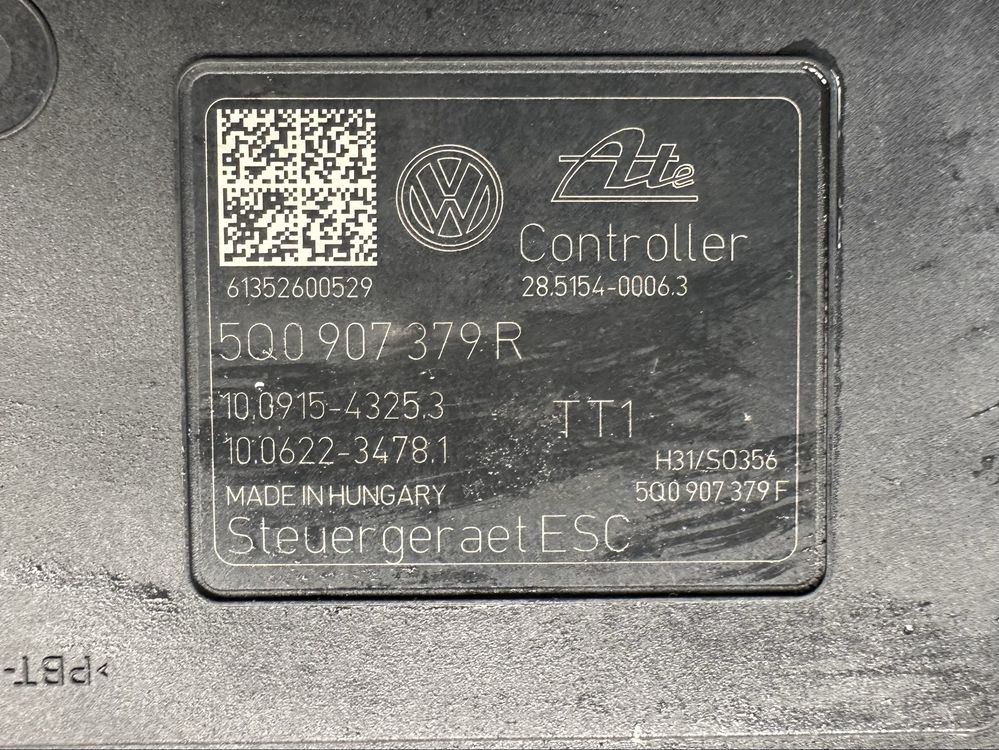 Ate
Controller
61352600529
28.5154-0006.3
5Q0 907 379 R
10.0915-4325.3
TT1
10.0622-3478.1
H31/S0356
MADE IN HUNGARY
5Q0 907 379 F
Steuergeraet ESC
>PBT-